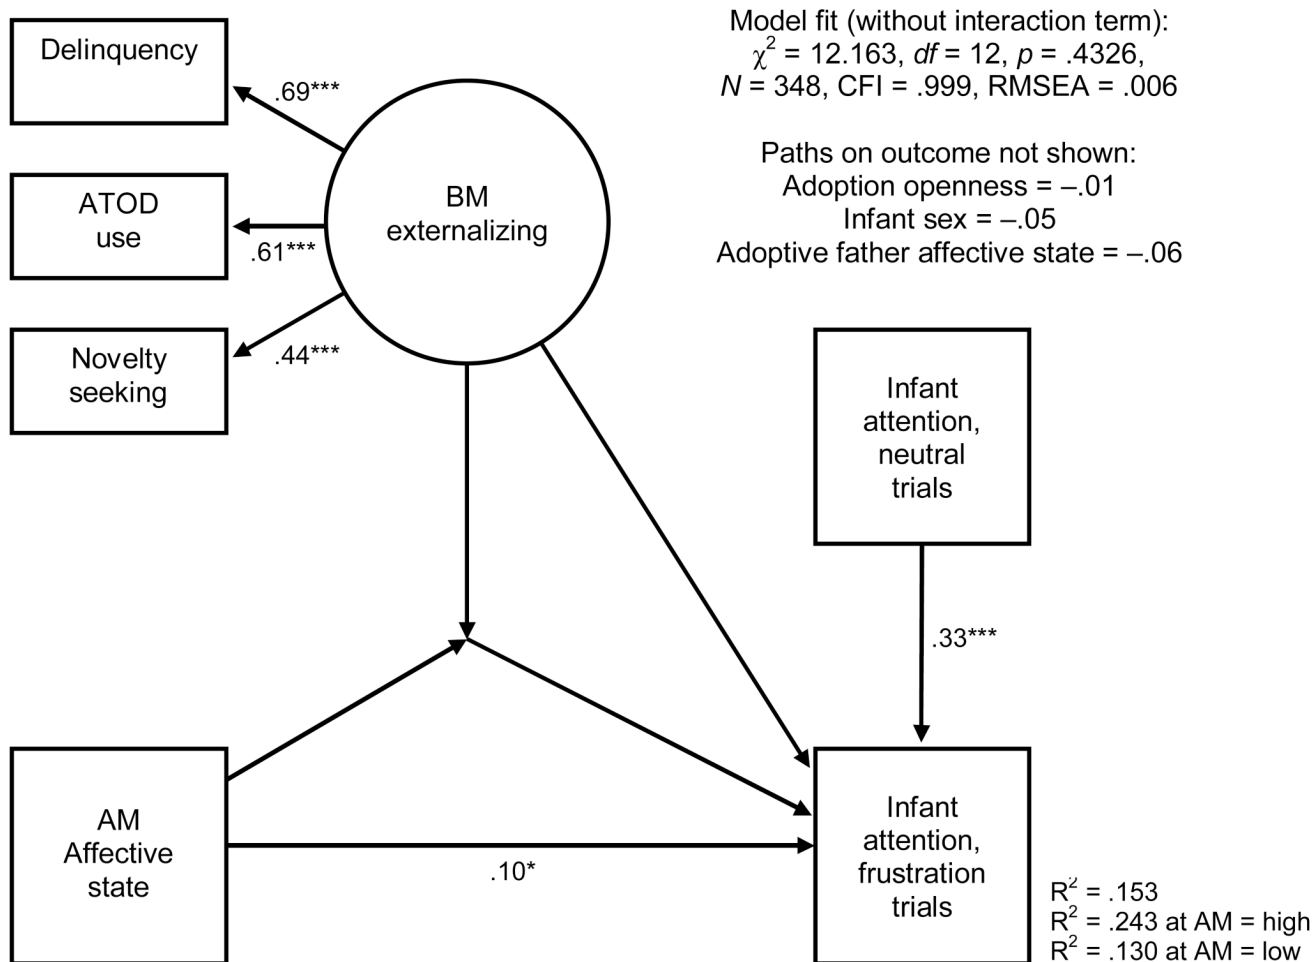 Delinquency
.69***
ATOD
use
.61***
Novelty
seeking
.44***
BM
externalizing
Model fit (without interaction term):
χ² = 12.163, df = 12, p = .4326,
N = 348, CFI = .999, RMSEA = .006
Paths on outcome not shown:
Adoption openness = –.01
Infant sex = –.05
Adoptive father affective state = –.06
Infant
attention,
neutral
trials
.33***
AM
Affective
state
.10*
Infant
attention,
frustration
trials
R² = .153
R² = .243 at AM = high
R² = .130 at AM = low